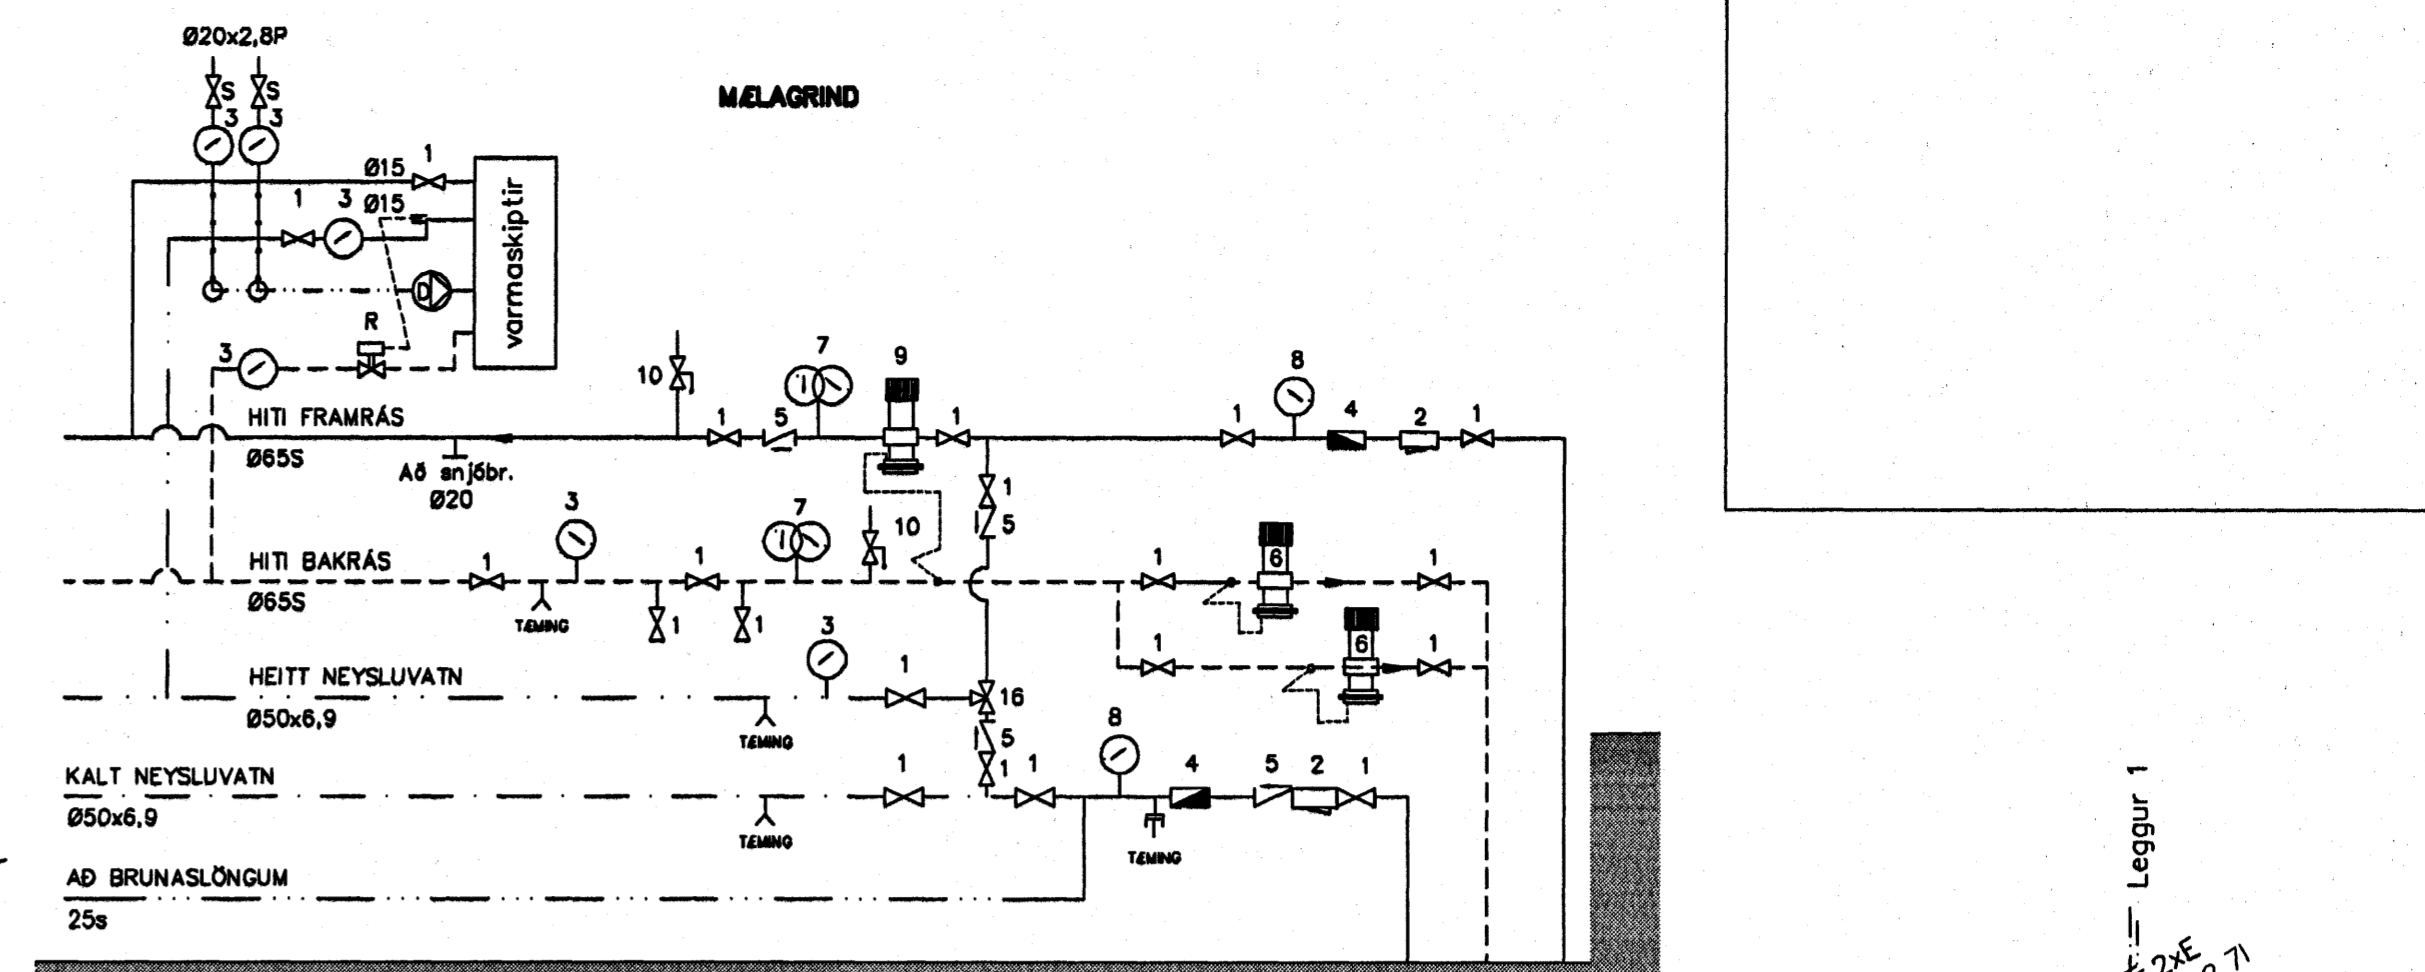 Ø20x2,8P
MÆLAGRIND
S S
3 3
Ø15 1
1 3 Ø15
varmaskiptir
D
R
3
10 7 9 8
HITI FRAMRÁS 1 5 1 1 4 2 1
Ø65S
Að snjóbr.
Ø20
1
5
3 7 10
HITI BAKRÁS 1 1 1 6 1
Ø65S
TÆMING 1 1
3 1 6 1
HEITT NEYSLUVATN 1
Ø50x6,9 16
TÆMING 5 8
KALT NEYSLUVATN 1 1 1 4 5 2 1
Ø50x6,9
TÆMING TÆMING
AÐ BRUNASLÖNGUM
25s
Leggur 1
2xE
71